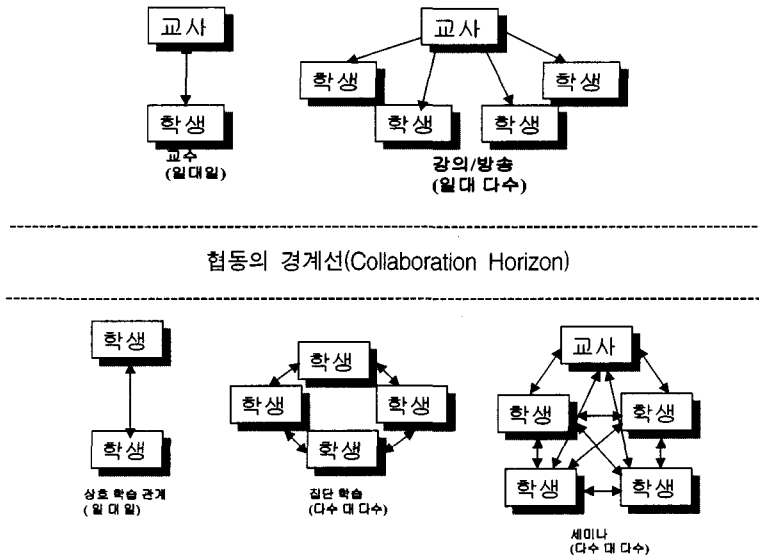 교사
교사
학생
학생
학생
학생
학생
교수
(일대일)
강의/방송
(일대 다수)
협동의 경계선(Collaboration Horizon)
학생
교사
학생
학생
학생
학생
학생
학생
학생
학생
학생
상호 학습 관계
(일 대 일)
집단 학습
(다수 대 다수)
세미나
(다수 대 다수)